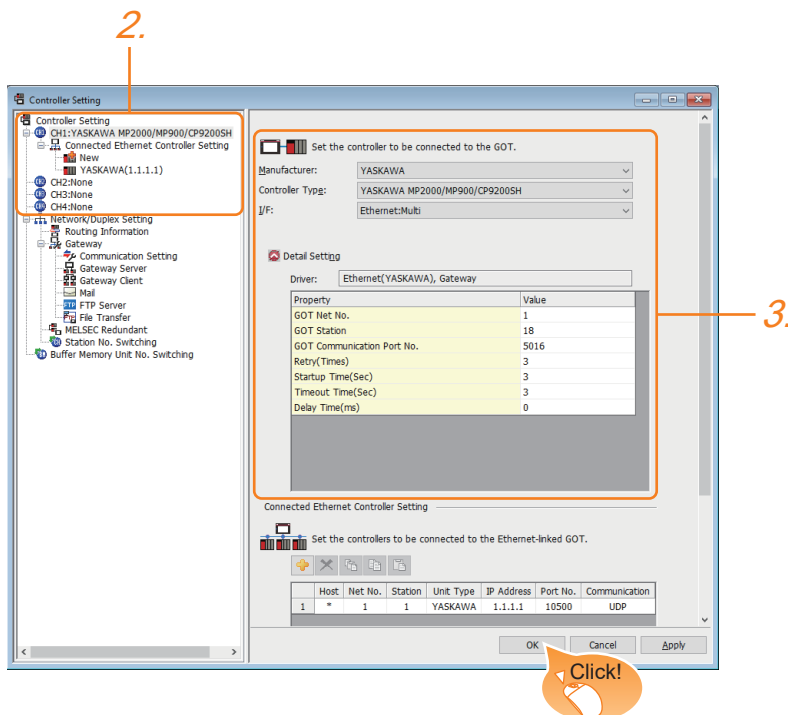 2.
Controller Setting
Controller Setting
CH1:YASKAWA MP2000/MP900/CP9200SH
Connected Ethernet Controller Setting
New
YASKAWA(1.1.1.1)
CH2:None
CH3:None
CH4:None
Network/Duplex Setting
Routing Information
Gateway
Communication Setting
Gateway Server
Gateway Client
Mail
FTP FTP Server
File Transfer
MELSEC Redundant
Station No. Switching
Buffer Memory Unit No. Switching
Set the controller to be connected to the GOT.
Manufacturer: YASKAWA
Controller Type: YASKAWA MP2000/MP900/CP9200SH
I/F: Ethernet:Multi
Detail Setting
Driver: Ethernet(YASKAWA), Gateway
Property Value
GOT Net No. 1
GOT Station 18
GOT Communication Port No. 5016
Retry(Times) 3
Startup Time(Sec) 3
Timeout Time(Sec) 3
Delay Time(ms) 0
3.
Connected Ethernet Controller Setting
Set the controllers to be connected to the Ethernet-linked GOT.
Host Net No. Station Unit Type IP Address Port No. Communication
1 * 1 1 YASKAWA 1.1.1.1 10500 UDP
OK Cancel Apply
Click!